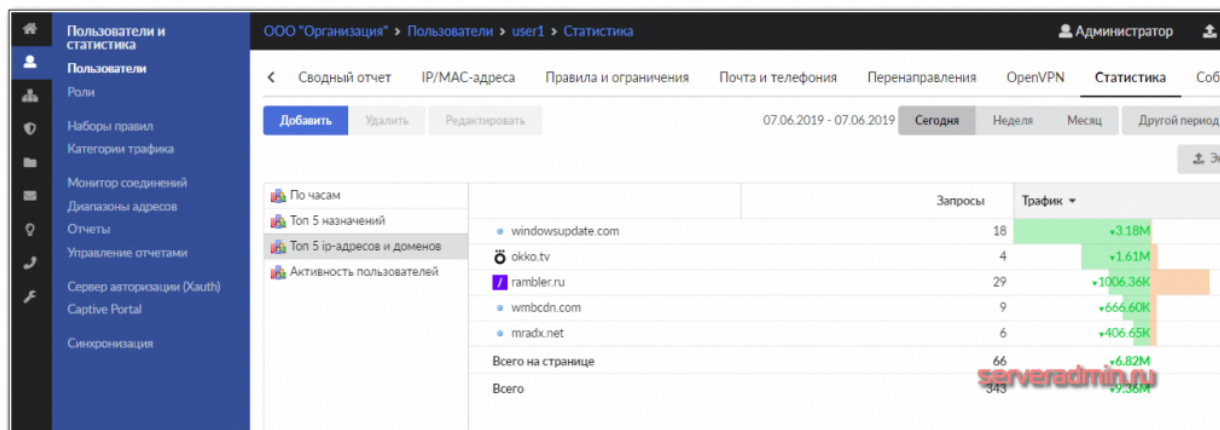 Пользователи и
статистика
Пользователи
Роли
Наборы правил
Категории трафика
Монитор соединений
Диапазоны адресов
Отчеты
Управление отчетами
Сервер авторизации (Xauth)
Captive Portal
Синхронизация
ООО "Организация" > Пользователи > user1 > Статистика
Администратор
Сводный отчет IP/MAC-адреса Правила и ограничения Почта и телефония Перенаправления OpenVPN Статистика Соб
Добавить Удалить Редактировать 07.06.2019 - 07.06.2019 Сегодня Неделя Месяц Другой период
По часам
Топ 5 назначений
Топ 5 ip-адресов и доменов
Активность пользователей
Запросы Трафик
windowsupdate.com 18 3.18M
okko.tv 4 1.61M
rambler.ru 29 1006.36K
wmbcdn.com 9 666.60K
mradx.net 6 406.65K
Всего на странице 66 6.82M
Всего 343 9.36M
serveradmin.ru